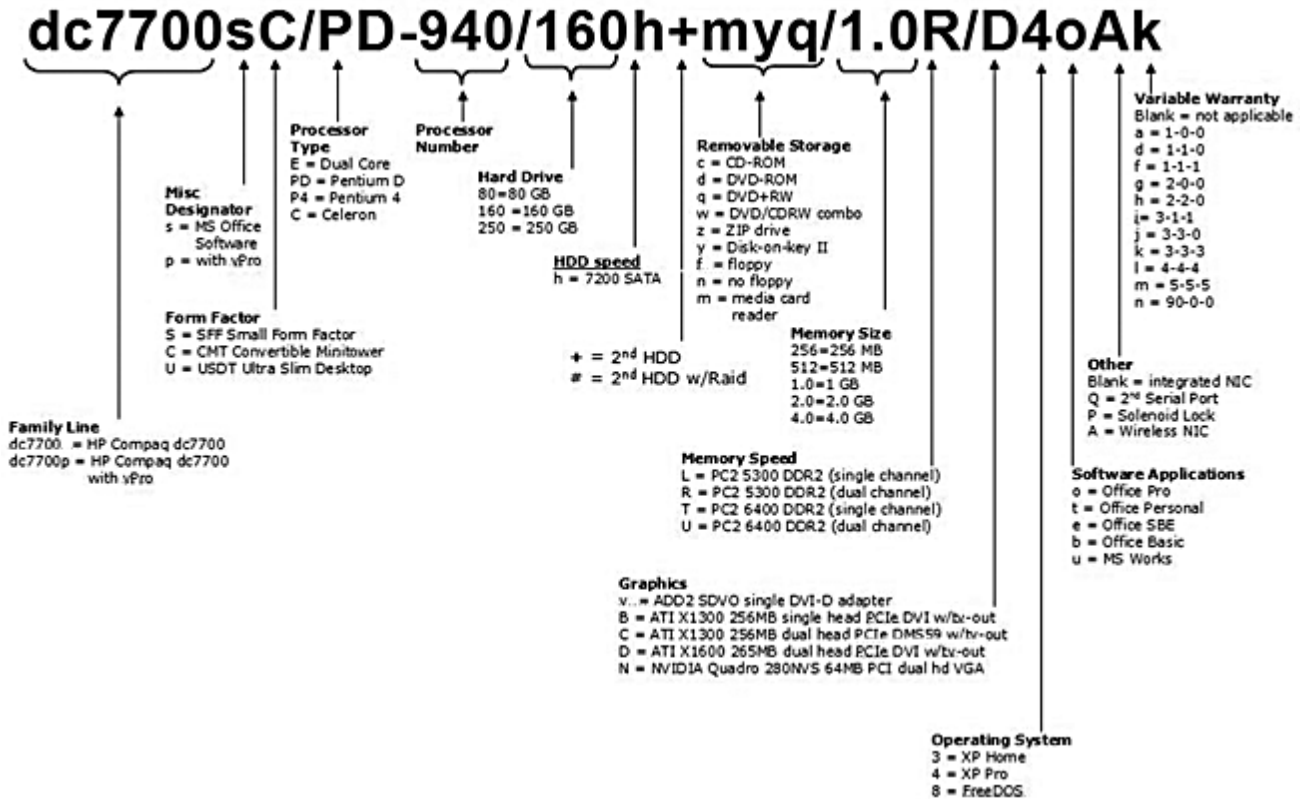 dc7700sC/PD-940/160h+myq/1.0R/D4oAk
Family Line
dc7700. = HP Compaq dc7700
dc7700p = HP Compaq dc7700
with vPro
Misc
Designator
s = MS Office
Software
p = with vPro
Form Factor
S = SFF Small Form Factor
C = CMT Convertible Minitower
U = USDT Ultra Slim Desktop
Processor
Type
E = Dual Core
PD = Pentium D
P4 = Pentium 4
C = Celeron
Processor
Number
Hard Drive
80=80 GB
160 =160 GB
250 = 250 GB
HDD speed
h = 7200 SATA
+ = 2nd HDD
# = 2nd HDD w/Raid
Removable Storage
c = CD-ROM
d = DVD-ROM
q = DVD+RW
w = DVD/CDRW combo
z = ZIP drive
y = Disk-on-key II
f = floppy
n = no floppy
m = media card
reader
Memory Size
256=256 MB
512=512 MB
1.0=1 GB
2.0=2.0 GB
4.0=4.0 GB
Memory Speed
L = PC2 5300 DDR2 (single channel)
R = PC2 5300 DDR2 (dual channel)
T = PC2 6400 DDR2 (single channel)
U = PC2 6400 DDR2 (dual channel)
Graphics
v..= ADD2 SDVO single DVI-D adapter
B = ATI X1300 256MB single head PCIe DVI w/tv-out
C = ATI X1300 256MB dual head PCIe DMS59 w/tv-out
D = ATI X1600 265MB dual head PCIe DVI w/tv-out
N = NVIDIA Quadro 280NVS 64MB PCI dual hd VGA
Operating System
3 = XP Home
4 = XP Pro
8 = FreeDOS
Software Applications
o = Office Pro
t = Office Personal
e = Office SBE
b = Office Basic
u = MS Works
Other
Blank = integrated NIC
Q = 2nd Serial Port
P = Solenoid Lock
A = Wireless NIC
Variable Warranty
Blank = not applicable
a = 1-0-0
d = 1-1-0
f = 1-1-1
g = 2-0-0
h = 2-2-0
i= 3-1-1
j = 3-3-0
k = 3-3-3
l = 4-4-4
m = 5-5-5
n = 90-0-0